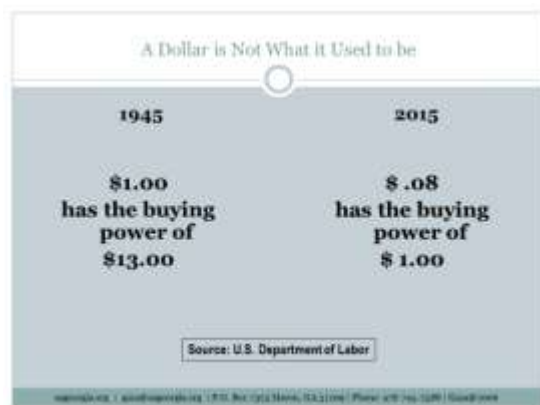 A Dollar is Not What it Used to be
1945
$1.00
has the buying
power of
$13.00
2015
$ .08
has the buying
power of
$ 1.00
Source: U.S. Department of Labor